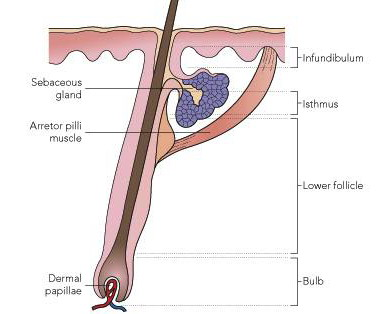 Infundibulum
Sebaceous
gland
Isthmus
Arretor pilli
muscle
Lower follicle
Dermal
papillae
Bulb